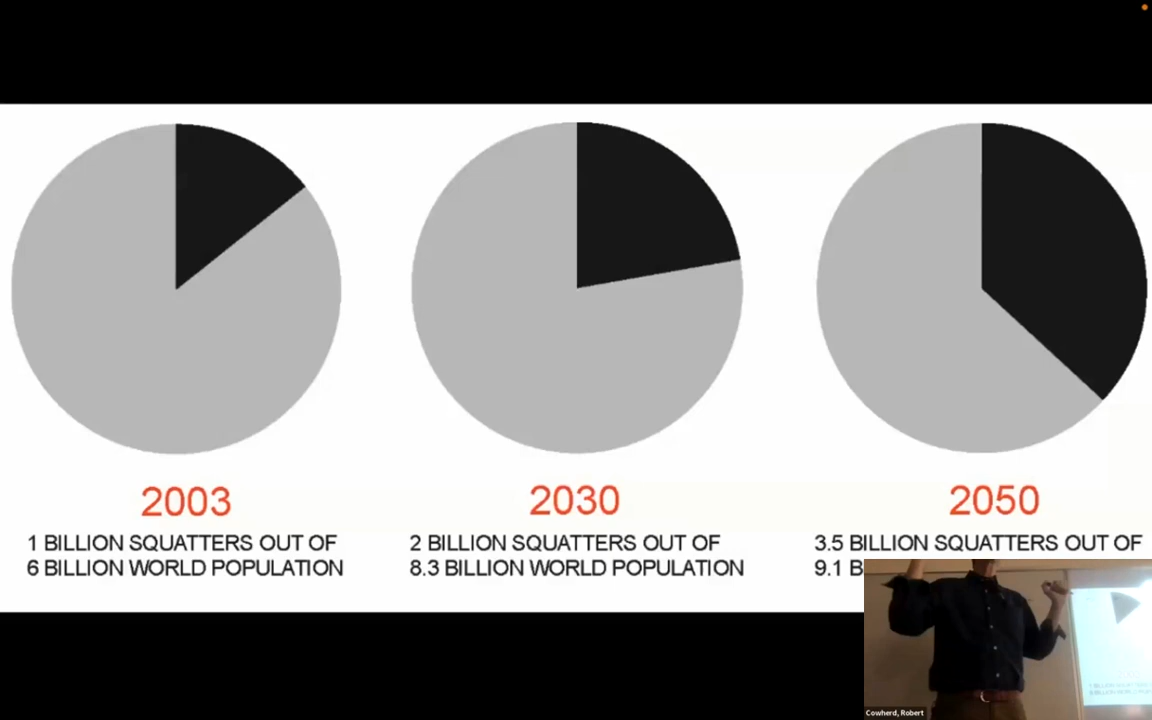 2003
1 BILLION SQUATTERS OUT OF
6 BILLION WORLD POPULATION
2030
2 BILLION SQUATTERS OUT OF
8.3 BILLION WORLD POPULATION
2050
3.5 BILLION SQUATTERS OUT OF
9.1
Cowherd, Robert